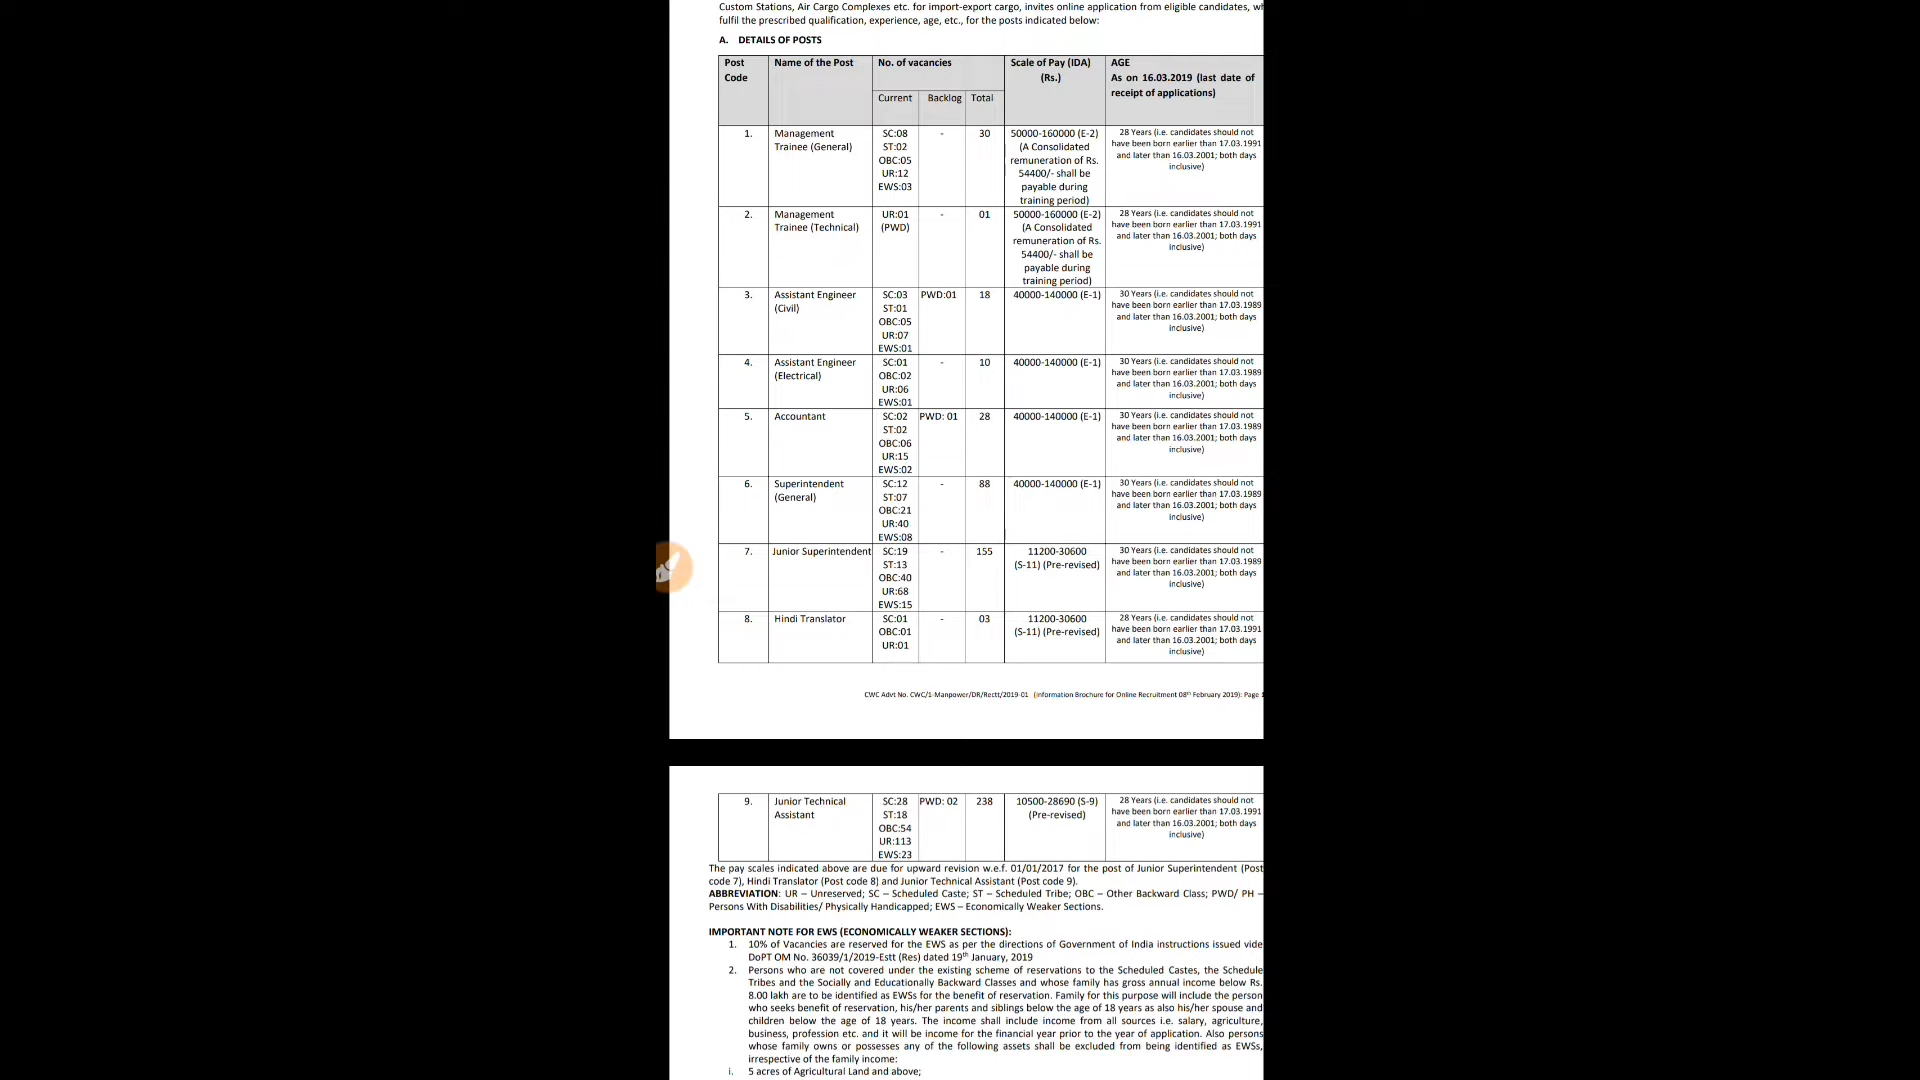 Custom Stations, Air Cargo Complexes etc. for import-export cargo, invites online application from eligible candidates,
fulfil the prescribed qualification, experience, age, etc., for the posts indicated below:
A. DETAILS OF POSTS
Post Code
Name of the Post
No. of vacancies
Scale of Pay (IDA) (Rs.)
AGE
As on 16.03.2019 (last date of
receipt of applications)
Current Backlog Total
1.
Management
Trainee (General)
SC:08
ST:02
OBC:05
UR:12
EWS:03
-
30
50000-160000 (E-2)
(A Consolidated
remuneration of Rs.
54400/- shall be
payable during
training period)
28 Years (i.e. candidates should not
have been born earlier than 17.03.1991
and later than 16.03.2001; both days
inclusive)
2.
Management
Trainee (Technical)
UR:01
(PWD)
-
01
50000-160000 (E-2)
(A Consolidated
remuneration of Rs.
54400/- shall be
payable during
training period)
28 Years (i.e. candidates should not
have been born earlier than 17.03.1991
and later than 16.03.2001; both days
inclusive)
3.
Assistant Engineer
(Civil)
SC:03
ST:01
OBC:05
UR:07
EWS:01
PWD:01
18
40000-140000 (E-1)
30 Years (i.e. candidates should not
have been born earlier than 17.03.1989
and later than 16.03.2001; both days
inclusive)
4.
Assistant Engineer
(Electrical)
SC:01
OBC:02
UR:06
EWS:01
-
10
40000-140000 (E-1)
30 Years (i.e. candidates should not
have been born earlier than 17.03.1989
and later than 16.03.2001; both days
inclusive)
5.
Accountant
SC:02
ST:02
OBC:06
UR:15
EWS:02
PWD: 01
28
40000-140000 (E-1)
30 Years (i.e. candidates should not
have been born earlier than 17.03.1989
and later than 16.03.2001; both days
inclusive)
6.
Superintendent
(General)
SC:12
ST:07
OBC:21
UR:40
EWS:08
-
88
40000-140000 (E-1)
30 Years (i.e. candidates should not
have been born earlier than 17.03.1989
and later than 16.03.2001; both days
inclusive)
7.
Junior Superintendent
SC:19
ST:13
OBC:40
UR:68
EWS:15
-
155
11200-30600
(S-11) (Pre-revised)
30 Years (i.e. candidates should not
have been born earlier than 17.03.1989
and later than 16.03.2001; both days
inclusive)
8.
Hindi Translator
SC:01
OBC:01
UR:01
-
03
11200-30600
(S-11) (Pre-revised)
28 Years (i.e. candidates should not
have been born earlier than 17.03.1991
and later than 16.03.2001; both days
inclusive)
CWC Advt No. CWC/1-Manpower/DR/Rectt/2019-01 (Information Brochure for Online Recruitment 08th February 2019): Page
9.
Junior Technical
Assistant
SC:28
ST:18
OBC:54
UR:113
EWS:23
PWD: 02
238
10500-28690 (S-9)
(Pre-revised)
28 Years (i.e. candidates should not
have been born earlier than 17.03.1991
and later than 16.03.2001; both days
inclusive)
The pay scales indicated above are due for upward revision w.e.f. 01/01/2017 for the post of Junior Superintendent (Post
code 7), Hindi Translator (Post code 8) and Junior Technical Assistant (Post code 9).
ABBREVIATION: UR – Unreserved; SC – Scheduled Caste; ST – Scheduled Tribe; OBC – Other Backward Class; PWD/ PH –
Persons With Disabilities/ Physically Handicapped; EWS – Economically Weaker Sections.
IMPORTANT NOTE FOR EWS (ECONOMICALLY WEAKER SECTIONS):
1. 10% of Vacancies are reserved for the EWS as per the directions of Government of India instructions issued vide
DoPT OM No. 36039/1/2019-Estt (Res) dated 19th January, 2019
2. Persons who are not covered under the existing scheme of reservations to the Scheduled Castes, the Schedule
Tribes and the Socially and Educationally Backward Classes and whose family has gross annual income below Rs.
8.00 lakh are to be identified as EWSs for the benefit of reservation. Family for this purpose will include the person
who seeks benefit of reservation, his/her parents and siblings below the age of 18 years as also his/her spouse and
children below the age of 18 years. The income shall include income from all sources i.e. salary, agriculture,
business, profession etc. and it will be income for the financial year prior to the year of application. Also persons
whose family owns or possesses any of the following assets shall be excluded from being identified as EWSs,
irrespective of the family income:
i. 5 acres of Agricultural Land and above;